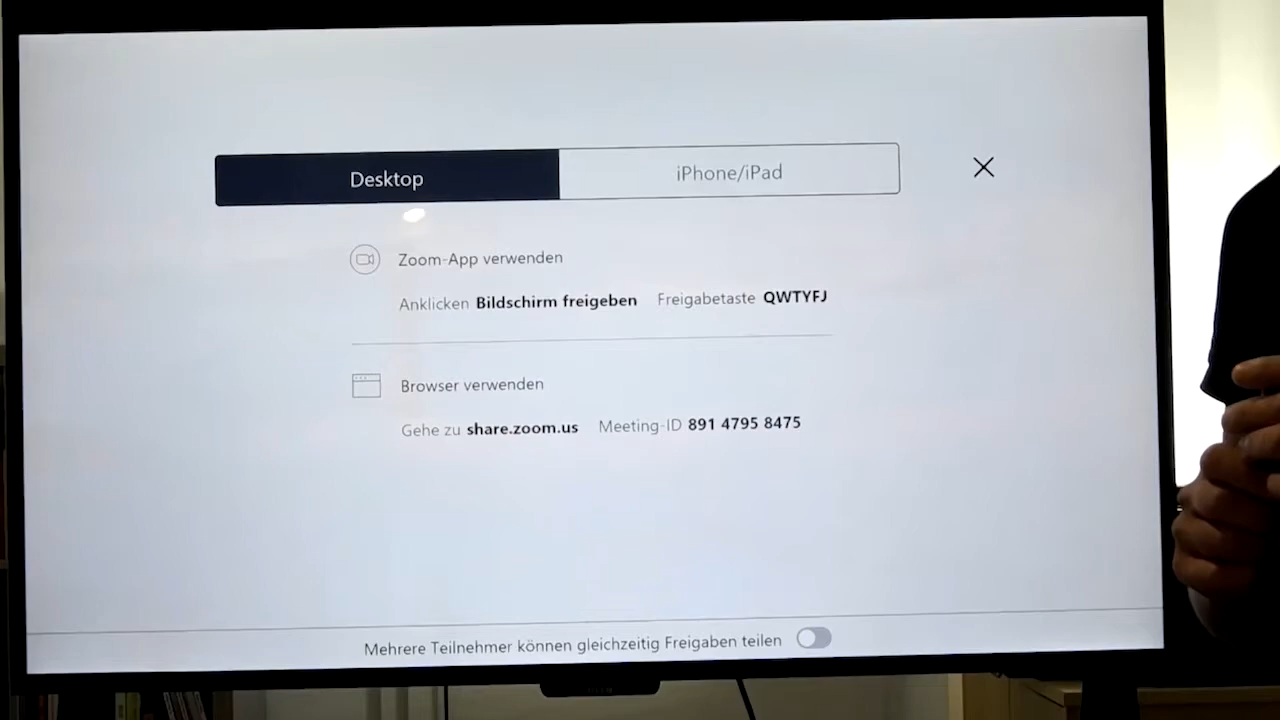 Desktop
iPhone/iPad
Zoom-App verwenden
Anklicken Bildschirm freigeben Freigabetaste QWTYFJ
Browser verwenden
Gehe zu share.zoom.us Meeting-ID 891 4795 8475
Mehrere Teilnehmer können gleichzeitig Freigaben teilen